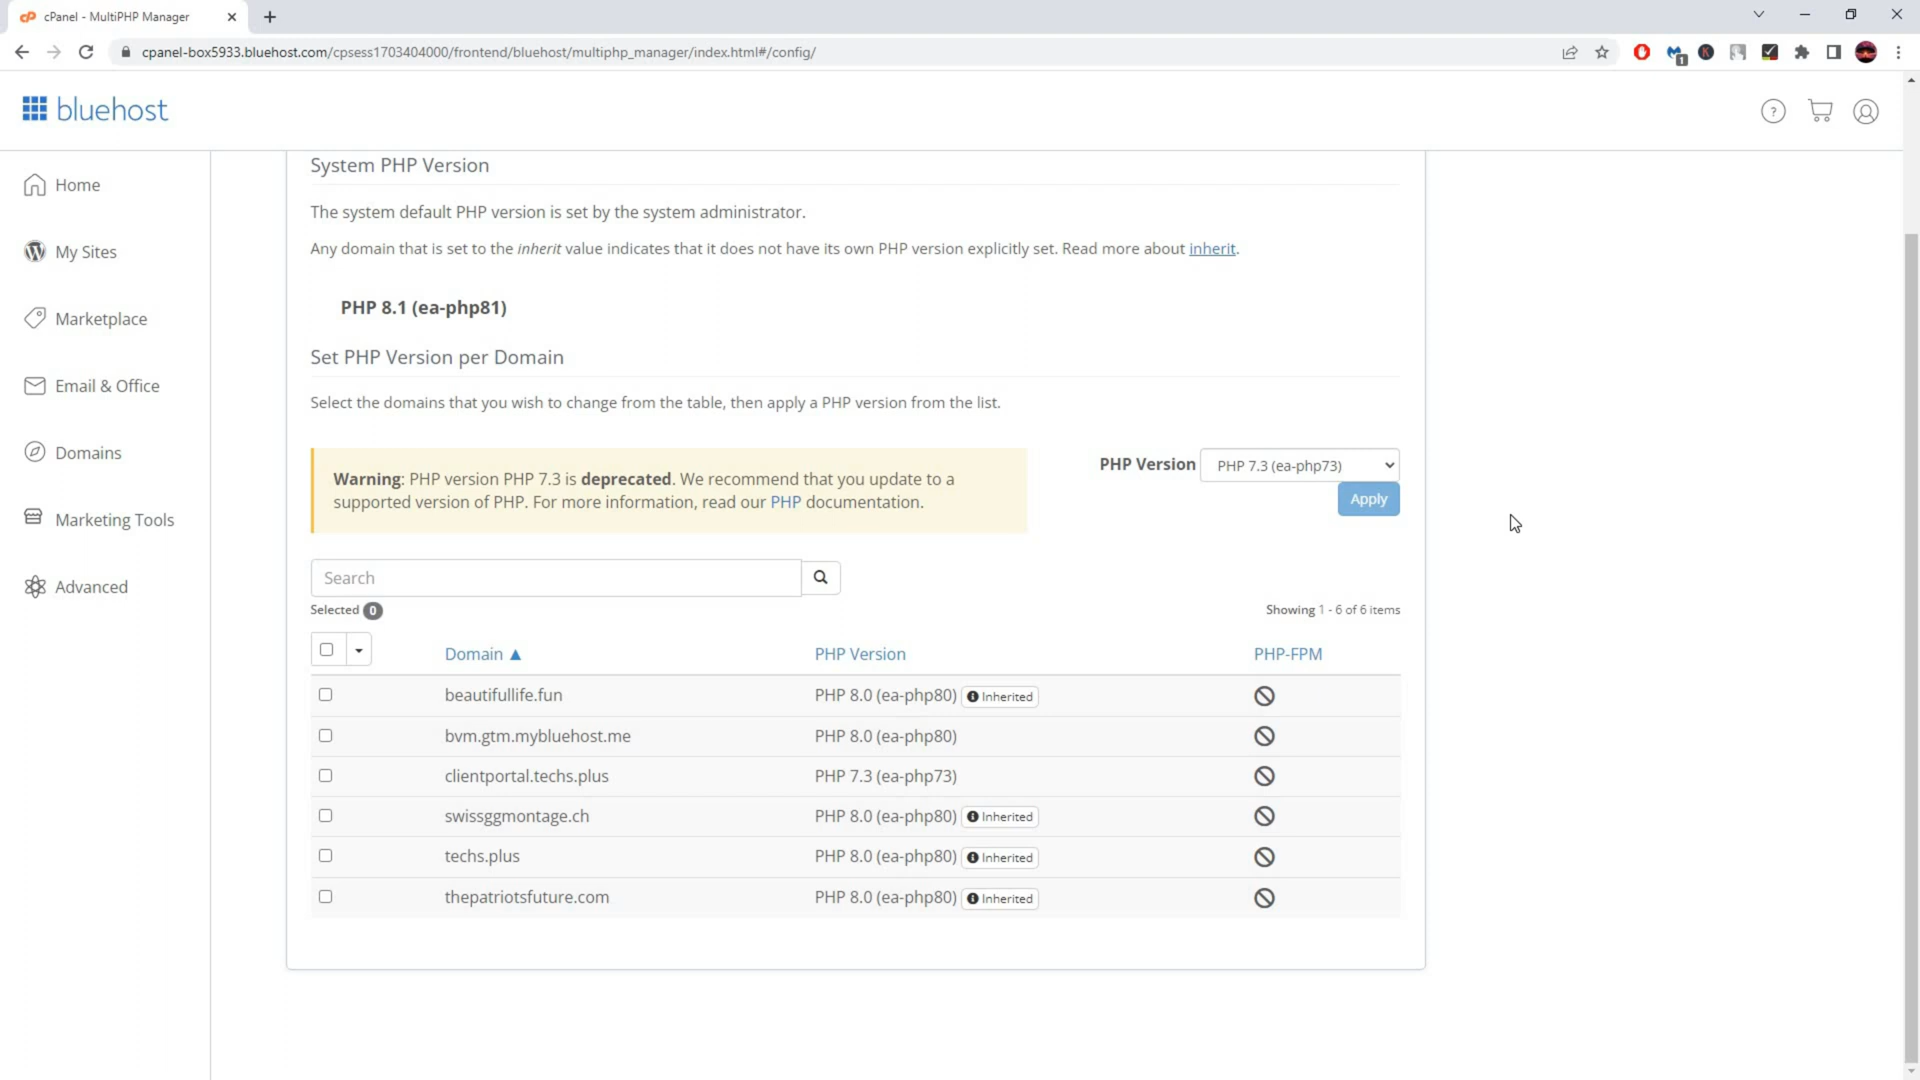 cPanel - MultiPHP Manager
cpanel-box5933.bluehost.com/cpsess1703404000/frontend/bluehost/multiphp_manager/index.html#/config/
1
K
bluehost
?
Home
My Sites
Marketplace
Email & Office
Domains
Marketing Tools
Advanced
System PHP Version
The system default PHP version is set by the system administrator.
Any domain that is set to the inherit value indicates that it does not have its own PHP version explicitly set. Read more about inherit.
PHP 8.1 (ea-php81)
Set PHP Version per Domain
Select the domains that you wish to change from the table, then apply a PHP version from the list.
Warning: PHP version PHP 7.3 is deprecated. We recommend that you update to a
supported version of PHP. For more information, read our PHP documentation.
PHP Version PHP 7.3 (ea-php73)
Apply
Search
Selected 0
Showing 1 - 6 of 6 items
Domain ▲ PHP Version PHP-FPM
beautifullife.fun PHP 8.0 (ea-php80) Inherited
bvm.gtm.mybluehost.me PHP 8.0 (ea-php80)
clientportal.techs.plus PHP 7.3 (ea-php73)
swissggmontage.ch PHP 8.0 (ea-php80) Inherited
techs.plus PHP 8.0 (ea-php80) Inherited
thepatriotsfuture.com PHP 8.0 (ea-php80) Inherited